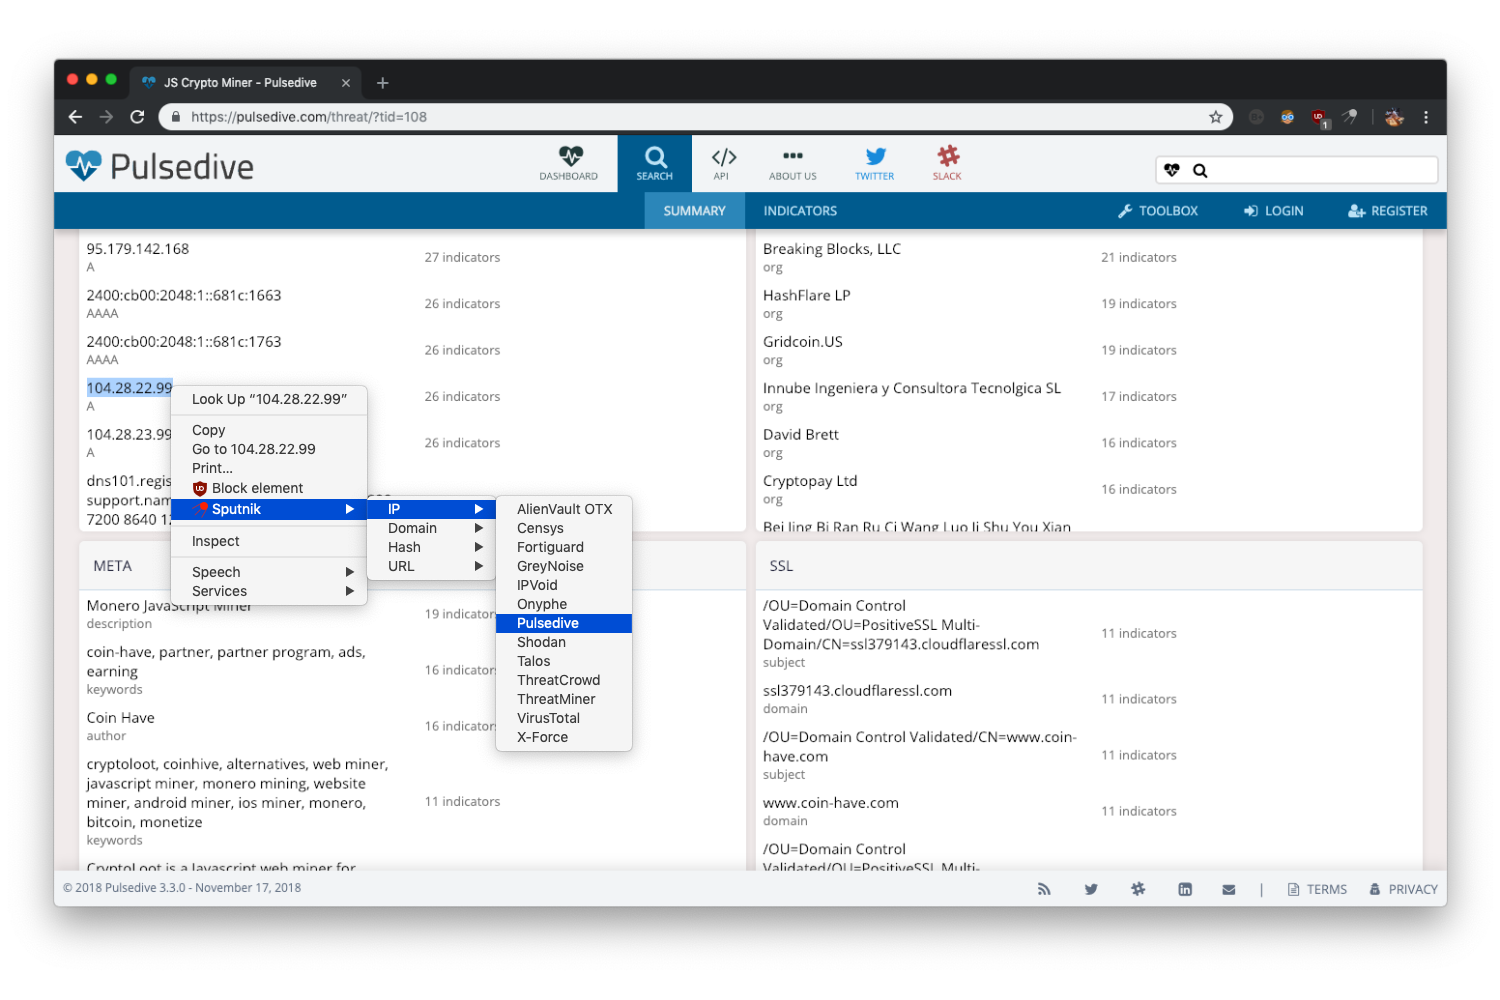 JS Crypto Miner - Pulsedive
https://pulsedive.com/threat/?tid=108
1
Pulsedive
DASHBOARD
SEARCH
API
ABOUT US
TWITTER
SLACK
SUMMARY
INDICATORS
TOOLBOX
LOGIN
REGISTER
95.179.142.168
A
27 indicators
2400:cb00:2048:1::681c:1663
AAAA
26 indicators
2400:cb00:2048:1::681c:1763
AAAA
26 indicators
104.28.22.99
A
26 indicators
104.28.23.99
A
26 indicators
dns101.regis
support.nam
7200 8640 12
Breaking Blocks, LLC
org
21 indicators
HashFlare LP
org
19 indicators
Gridcoin.US
org
19 indicators
Innube Ingeniera y Consultora Tecnolgica SL
org
17 indicators
David Brett
org
16 indicators
Cryptopay Ltd
org
16 indicators
Bei Jing Bi Ran Ru Ci Wang Luo Ji Shu You Xian
Look Up “104.28.22.99”
Copy
Go to 104.28.22.99
Print...
Block element
Sputnik
Inspect
Speech
Services
IP
Domain
Hash
URL
AlienVault OTX
Censys
Fortiguard
GreyNoise
IPVoid
Onyphe
Pulsedive
Shodan
Talos
ThreatCrowd
ThreatMiner
VirusTotal
X-Force
META
Monero JavaScript Miner
description
19 indicators
coin-have, partner, partner program, ads,
earning
keywords
16 indicators
Coin Have
author
16 indicators
cryptoloot, coinhive, alternatives, web miner,
javascript miner, monero mining, website
miner, android miner, ios miner, monero,
bitcoin, monetize
keywords
11 indicators
CryptoLoot is a Javascript web miner for
SSL
/OU=Domain Control
Validated/OU=PositiveSSL Multi-
Domain/CN=ssl379143.cloudflaressl.com
subject
11 indicators
ssl379143.cloudflaressl.com
domain
11 indicators
/OU=Domain Control Validated/CN=www.coin-
have.com
subject
11 indicators
www.coin-have.com
domain
11 indicators
/OU=Domain Control
Validated/OU=PositiveSSL Multi-
© 2018 Pulsedive 3.3.0 - November 17, 2018
|
TERMS
PRIVACY